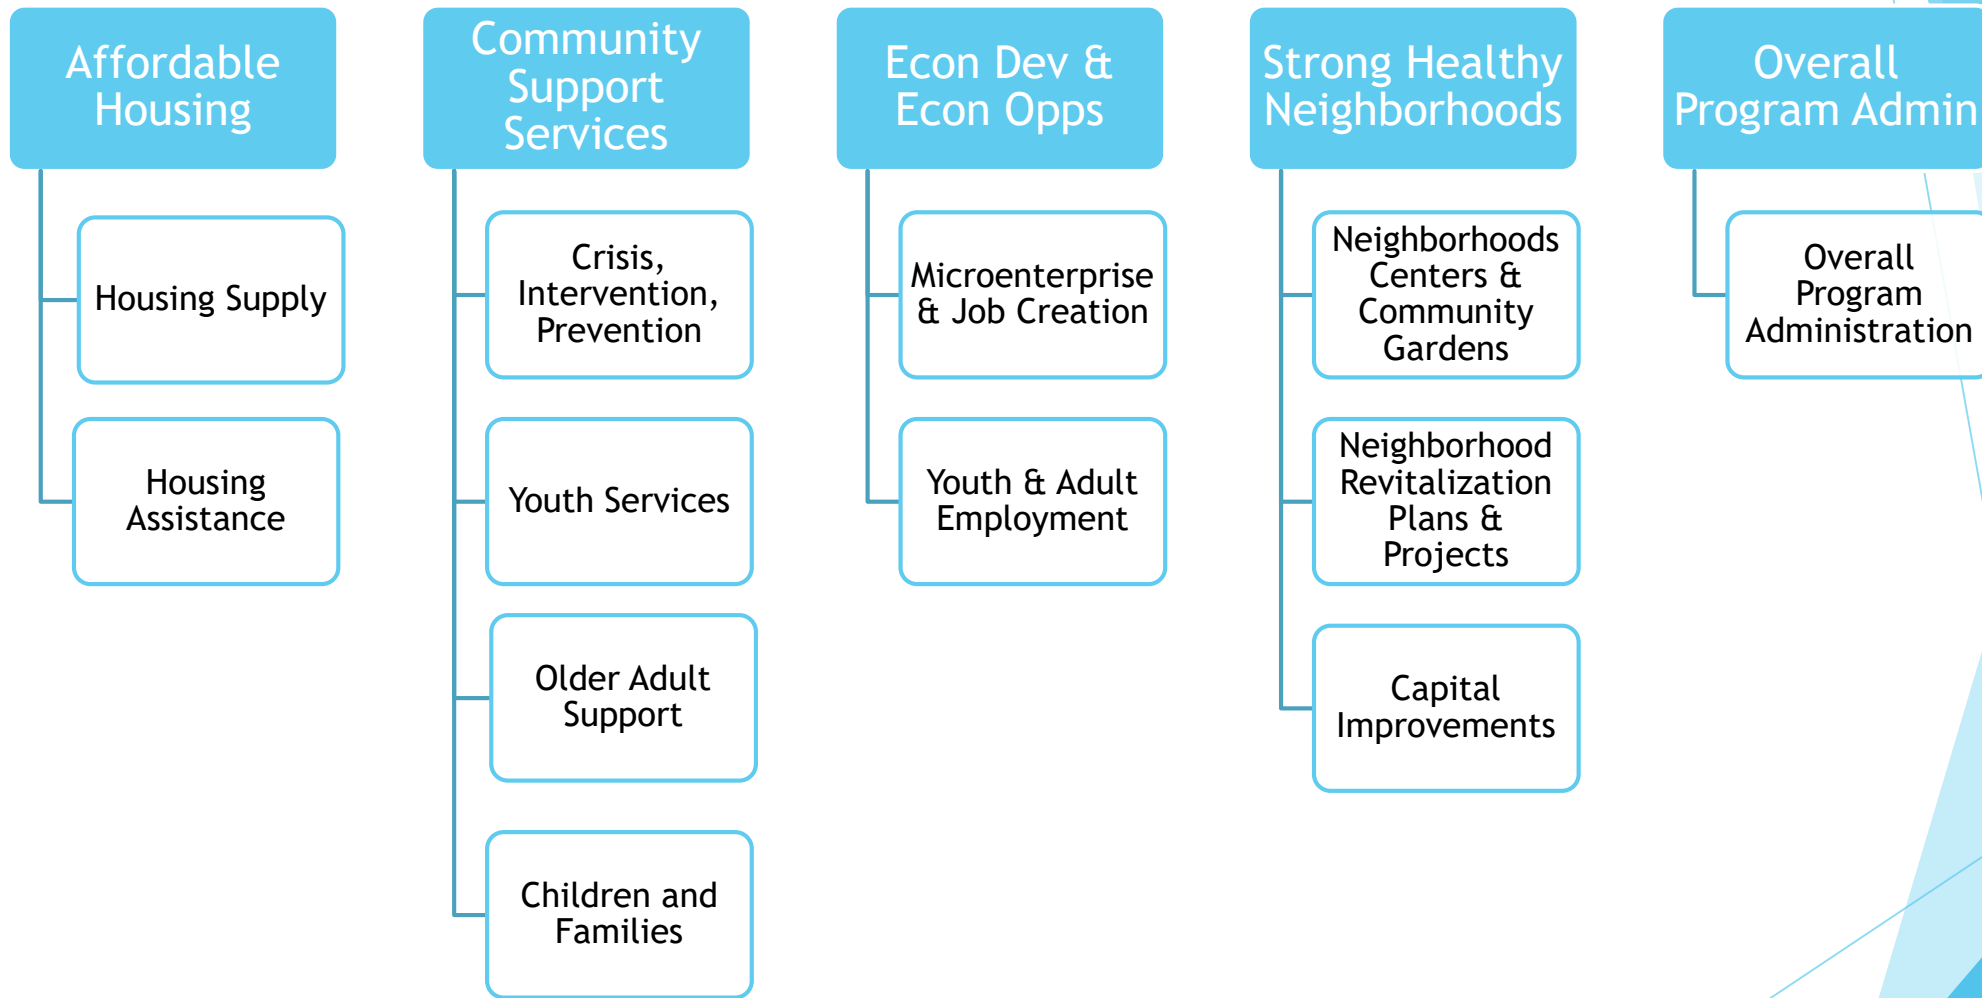 Affordable
Housing
Housing Supply
Housing
Assistance
Community
Support
Services
Crisis,
Intervention,
Prevention
Youth Services
Older Adult
Support
Children and
Families
Econ Dev &
Econ Opps
Microenterprise
& Job Creation
Youth & Adult
Employment
Strong Healthy
Neighborhoods
Neighborhoods
Centers &
Community
Gardens
Neighborhood
Revitalization
Plans &
Projects
Capital
Improvements
Overall
Program Admin
Overall
Program
Administration